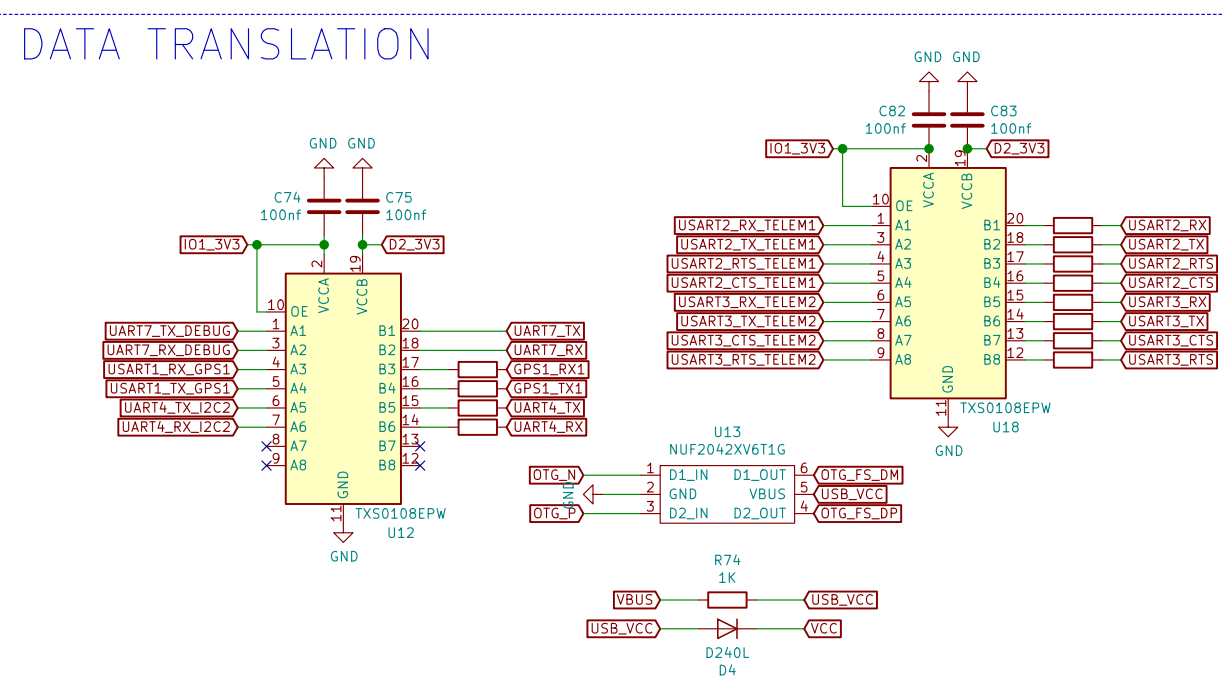 DATA TRANSLATION
GND GND
C74
100nf
C75
100nf
IO1_3V3
D2_3V3
2
19
VCCA
VCCB
10 OE
UART7_TX_DEBUG 1 A1 B1 20 UART7_TX
UART7_RX_DEBUG 3 A2 B2 18 UART7_RX
USART1_RX_GPS1 4 A3 B3 17 GPS1_RX1
USART1_TX_GPS1 5 A4 B4 16 GPS1_TX1
UART4_TX_I2C2 6 A5 B5 15 UART4_TX
UART4_RX_I2C2 7 A6 B6 14 UART4_RX
8 A7 B7 13
9 A8 B8 12
GND
11
TXS0108EPW
U12
GND
GND GND
C82
100nf
C83
100nf
IO1_3V3
D2_3V3
2
19
VCCA
VCCB
10 OE
USART2_RX_TELEM1 1 A1 B1 20 USART2_RX
USART2_TX_TELEM1 3 A2 B2 18 USART2_TX
USART2_RTS_TELEM1 4 A3 B3 17 USART2_RTS
USART2_CTS_TELEM1 5 A4 B4 16 USART2_CTS
USART3_RX_TELEM2 6 A5 B5 15 USART3_RX
USART3_TX_TELEM2 7 A6 B6 14 USART3_TX
USART3_CTS_TELEM2 8 A7 B7 13 USART3_CTS
USART3_RTS_TELEM2 9 A8 B8 12 USART3_RTS
GND
11
TXS0108EPW
U18
GND
U13
NUF2042XV6T1G
OTG_N 1 D1_IN D1_OUT 6 OTG_FS_DM
GND 2 GND VBUS 5 USB_VCC
OTG_P 3 D2_IN D2_OUT 4 OTG_FS_DP
R74
1K
VBUS USB_VCC
USB_VCC VCC
D240L
D4